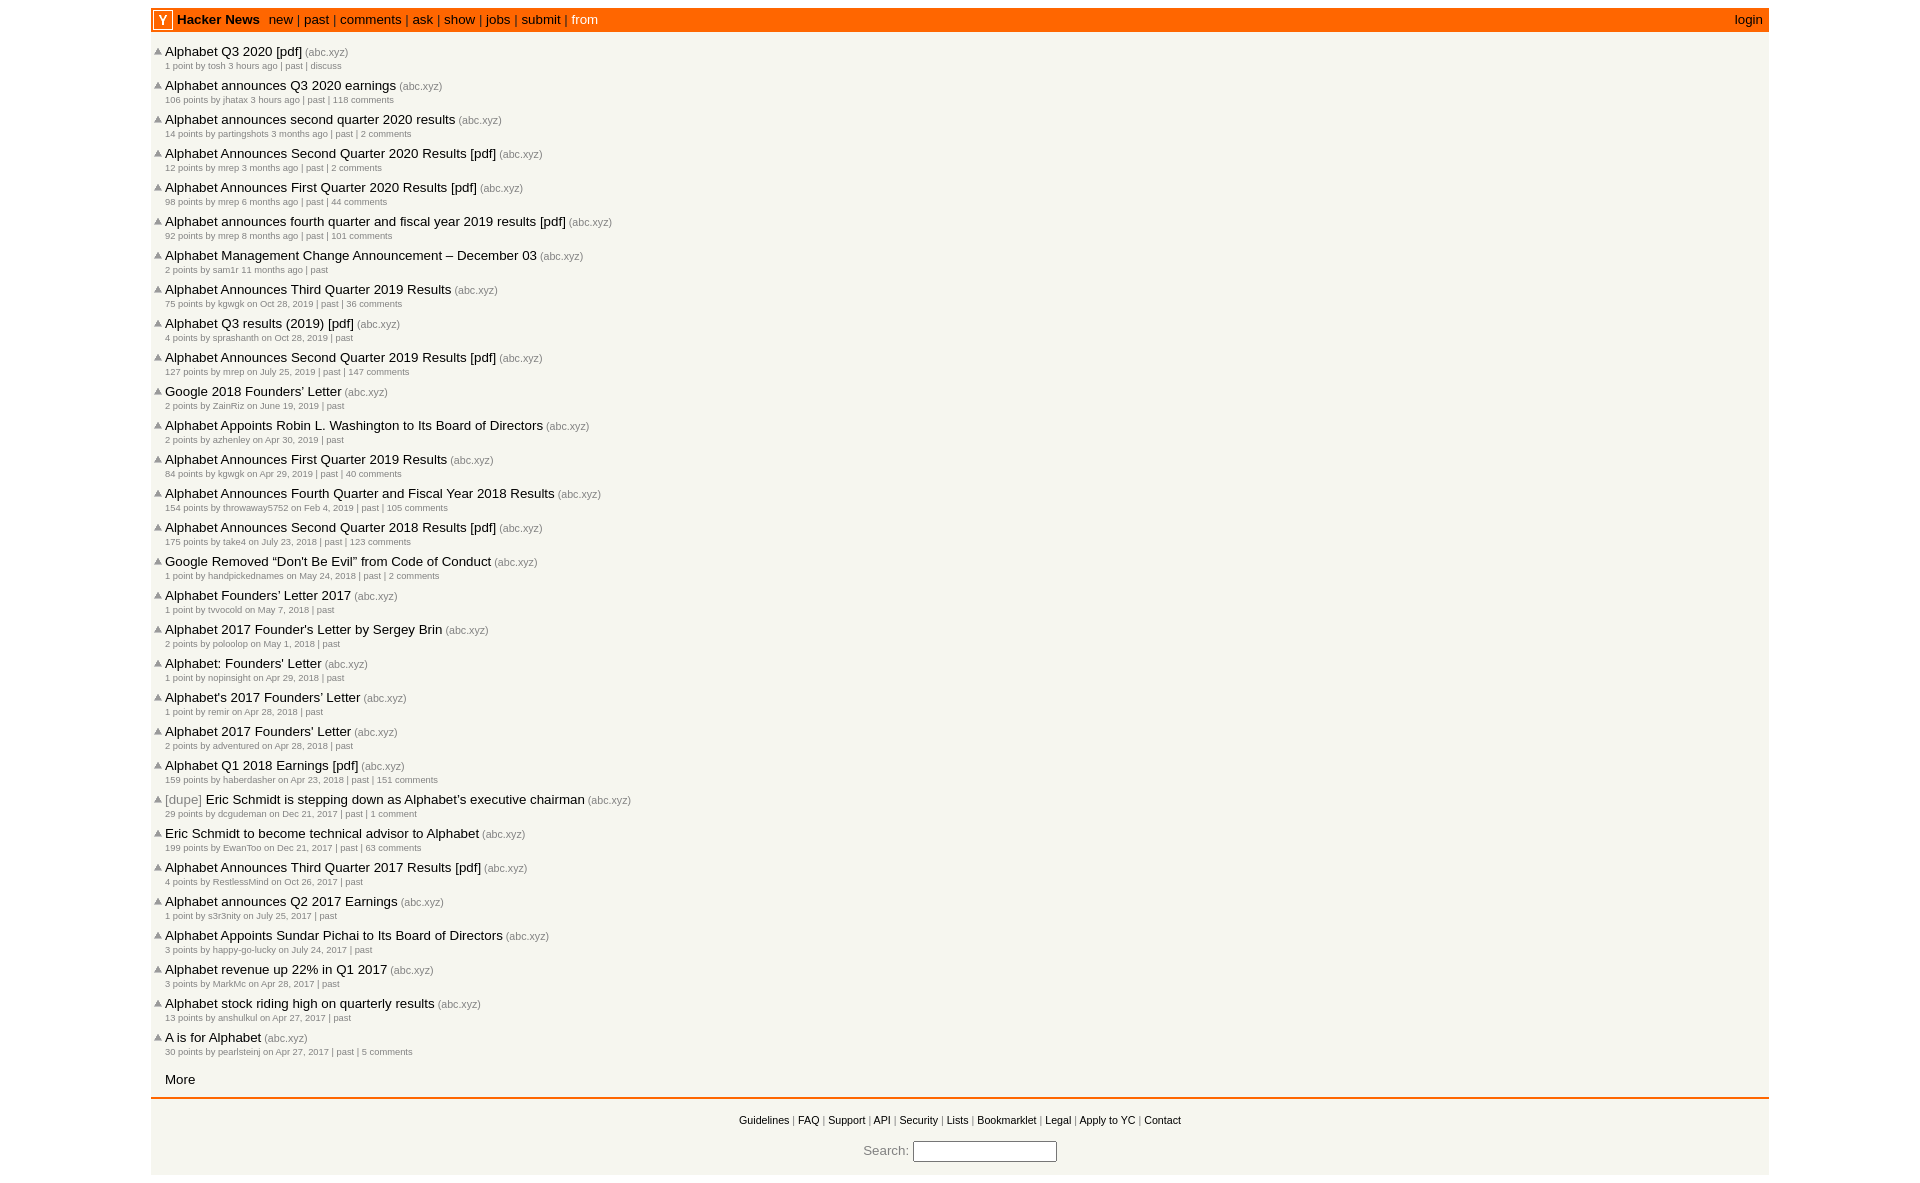 Y Hacker News new | past | comments | ask | show | jobs | submit | from login
Alphabet Q3 2020 [pdf] (abc.xyz)
1 point by tosh 3 hours ago | past | discuss
Alphabet announces Q3 2020 earnings (abc.xyz)
106 points by jhatax 3 hours ago | past | 118 comments
Alphabet announces second quarter 2020 results (abc.xyz)
14 points by partingshots 3 months ago | past | 2 comments
Alphabet Announces Second Quarter 2020 Results [pdf] (abc.xyz)
12 points by mrep 3 months ago | past | 2 comments
Alphabet Announces First Quarter 2020 Results [pdf] (abc.xyz)
98 points by mrep 6 months ago | past | 44 comments
Alphabet announces fourth quarter and fiscal year 2019 results [pdf] (abc.xyz)
92 points by mrep 8 months ago | past | 101 comments
Alphabet Management Change Announcement – December 03 (abc.xyz)
2 points by sam1r 11 months ago | past
Alphabet Announces Third Quarter 2019 Results (abc.xyz)
75 points by kgwgk on Oct 28, 2019 | past | 36 comments
Alphabet Q3 results (2019) [pdf] (abc.xyz)
4 points by sprashanth on Oct 28, 2019 | past
Alphabet Announces Second Quarter 2019 Results [pdf] (abc.xyz)
127 points by mrep on July 25, 2019 | past | 147 comments
Google 2018 Founders’ Letter (abc.xyz)
2 points by ZainRiz on June 19, 2019 | past
Alphabet Appoints Robin L. Washington to Its Board of Directors (abc.xyz)
2 points by azhenley on Apr 30, 2019 | past
Alphabet Announces First Quarter 2019 Results (abc.xyz)
84 points by kgwgk on Apr 29, 2019 | past | 40 comments
Alphabet Announces Fourth Quarter and Fiscal Year 2018 Results (abc.xyz)
154 points by throwaway5752 on Feb 4, 2019 | past | 105 comments
Alphabet Announces Second Quarter 2018 Results [pdf] (abc.xyz)
175 points by take4 on July 23, 2018 | past | 123 comments
Google Removed “Don't Be Evil” from Code of Conduct (abc.xyz)
1 point by handpickednames on May 24, 2018 | past | 2 comments
Alphabet Founders’ Letter 2017 (abc.xyz)
1 point by tvvocold on May 7, 2018 | past
Alphabet 2017 Founder's Letter by Sergey Brin (abc.xyz)
2 points by poloolop on May 1, 2018 | past
Alphabet: Founders' Letter (abc.xyz)
1 point by nopinsight on Apr 29, 2018 | past
Alphabet's 2017 Founders’ Letter (abc.xyz)
1 point by remir on Apr 28, 2018 | past
Alphabet 2017 Founders' Letter (abc.xyz)
2 points by adventured on Apr 28, 2018 | past
Alphabet Q1 2018 Earnings [pdf] (abc.xyz)
159 points by haberdasher on Apr 23, 2018 | past | 151 comments
[dupe] Eric Schmidt is stepping down as Alphabet’s executive chairman (abc.xyz)
29 points by dcgudeman on Dec 21, 2017 | past | 1 comment
Eric Schmidt to become technical advisor to Alphabet (abc.xyz)
199 points by EwanToo on Dec 21, 2017 | past | 63 comments
Alphabet Announces Third Quarter 2017 Results [pdf] (abc.xyz)
4 points by RestlessMind on Oct 26, 2017 | past
Alphabet announces Q2 2017 Earnings (abc.xyz)
1 point by s3r3nity on July 25, 2017 | past
Alphabet Appoints Sundar Pichai to Its Board of Directors (abc.xyz)
3 points by happy-go-lucky on July 24, 2017 | past
Alphabet revenue up 22% in Q1 2017 (abc.xyz)
3 points by MarkMc on Apr 28, 2017 | past
Alphabet stock riding high on quarterly results (abc.xyz)
13 points by anshulkul on Apr 27, 2017 | past
A is for Alphabet (abc.xyz)
30 points by pearlsteinj on Apr 27, 2017 | past | 5 comments
More
Guidelines | FAQ | Support | API | Security | Lists | Bookmarklet | Legal | Apply to YC | Contact
Search: